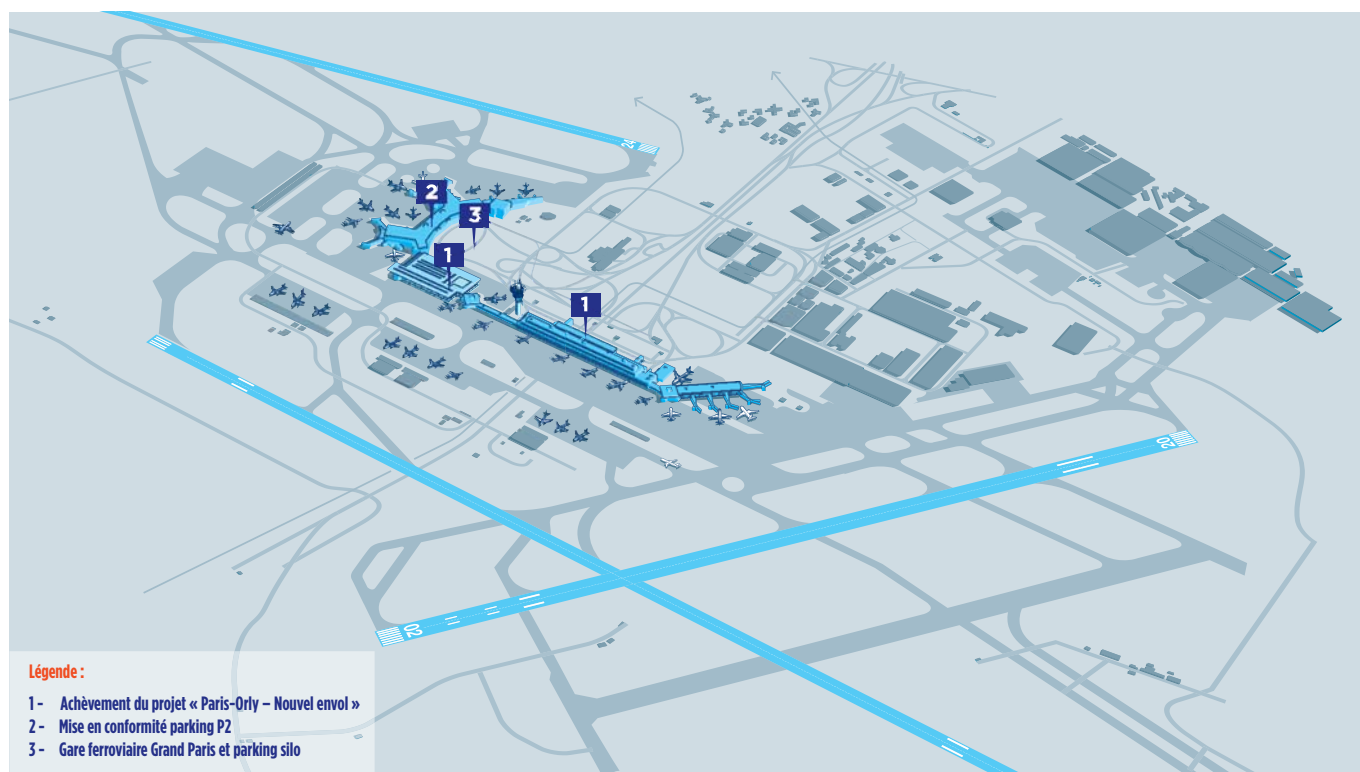 24
2
3
1
1
20
02
Légende :
1 - Achèvement du projet « Paris-Orly – Nouvel envol »
2 - Mise en conformité parking P2
3 - Gare ferroviaire Grand Paris et parking silo